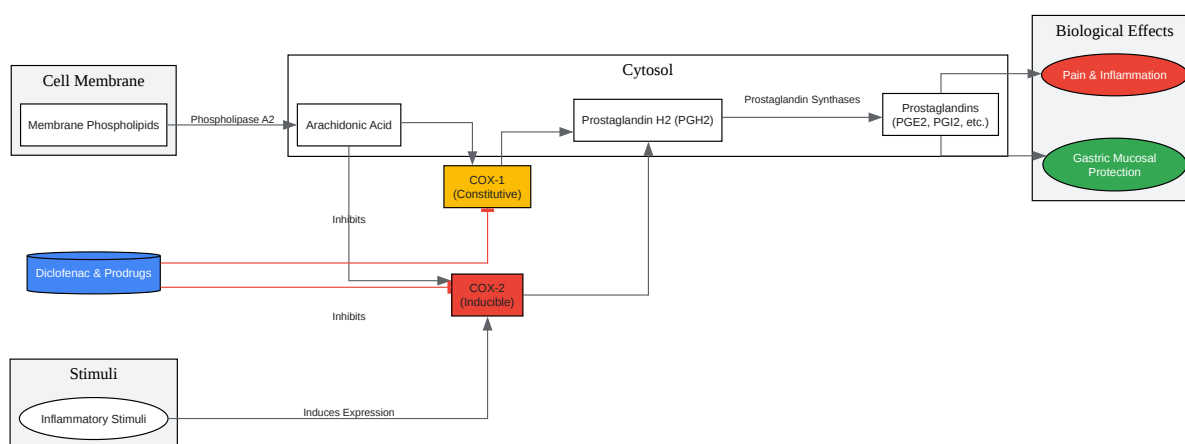 Biological Effects
Pain & Inflammation
Gastric Mucosal
Protection
Cytosol
Cell Membrane
Membrane Phospholipids
Phospholipase A2
Arachidonic Acid
Prostaglandin H2 (PGH2)
Prostaglandin Synthases
Prostaglandins
(PGE2, PGI2, etc.)
COX-1
(Constitutive)
Inhibits
Diclofenac & Prodrugs
COX-2
(Inducible)
Inhibits
Stimuli
Inflammatory Stimuli
Induces Expression